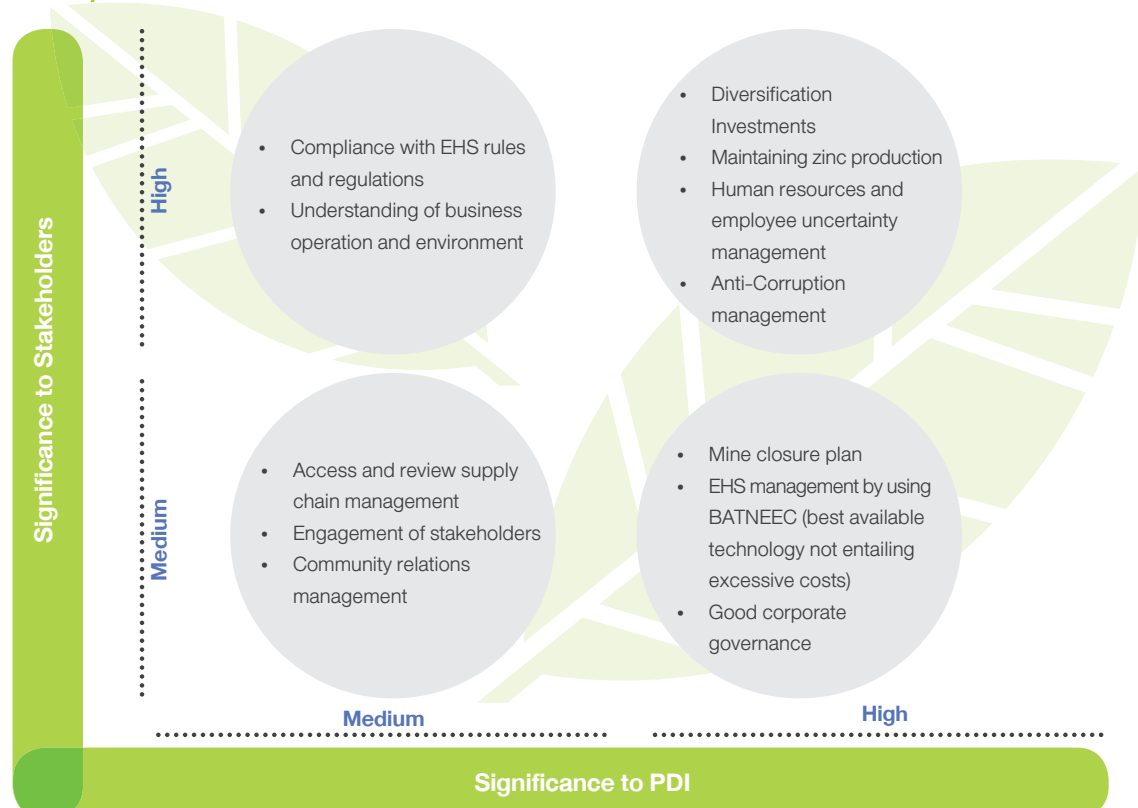 Significance to Stakeholders
High
• Compliance with EHS rules
and regulations
• Understanding of business
operation and environment
• Diversification
Investments
• Maintaining zinc production
• Human resources and
employee uncertainty
management
• Anti-Corruption
management
Medium
• Access and review supply
chain management
• Engagement of stakeholders
• Community relations
management
• Mine closure plan
• EHS management by using
BATNEEC (best available
technology not entailing
excessive costs)
• Good corporate
governance
Medium
High
Significance to PDI